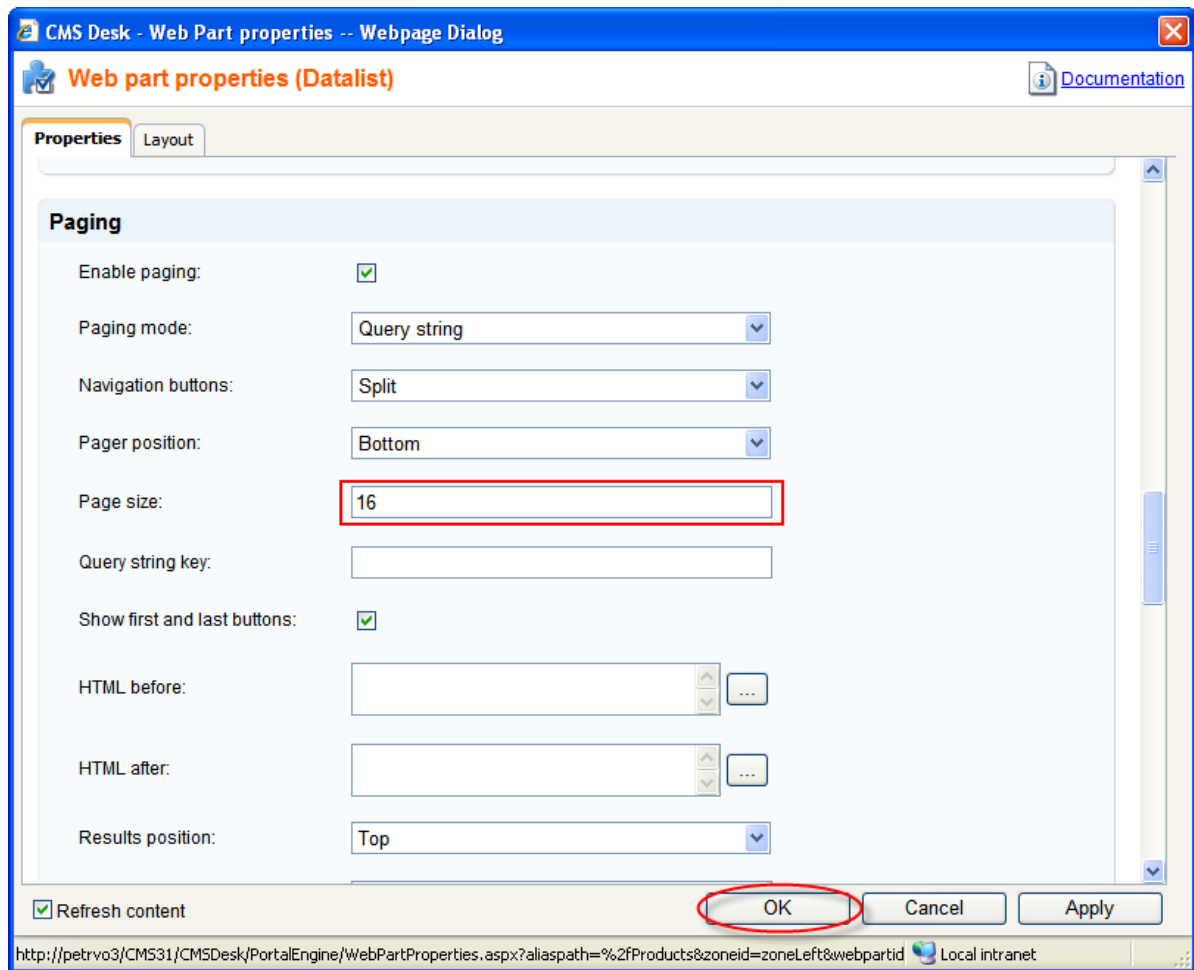 CMS Desk - Web Part properties -- Webpage Dialog
Web part properties (Datalist)
Documentation
Properties
Layout
Paging
Enable paging:
Paging mode:
Query string
Navigation buttons:
Split
Pager position:
Bottom
Page size:
16
Query string key:
Show first and last buttons:
HTML before:
...
HTML after:
...
Results position:
Top
Refresh content
OK
Cancel
Apply
http://petrvo3/CMS31/CMSDesk/PortalEngine/WebPartProperties.aspx?aliaspath=%2fProducts&zoneid=zoneLeft&webpartid
Local intranet